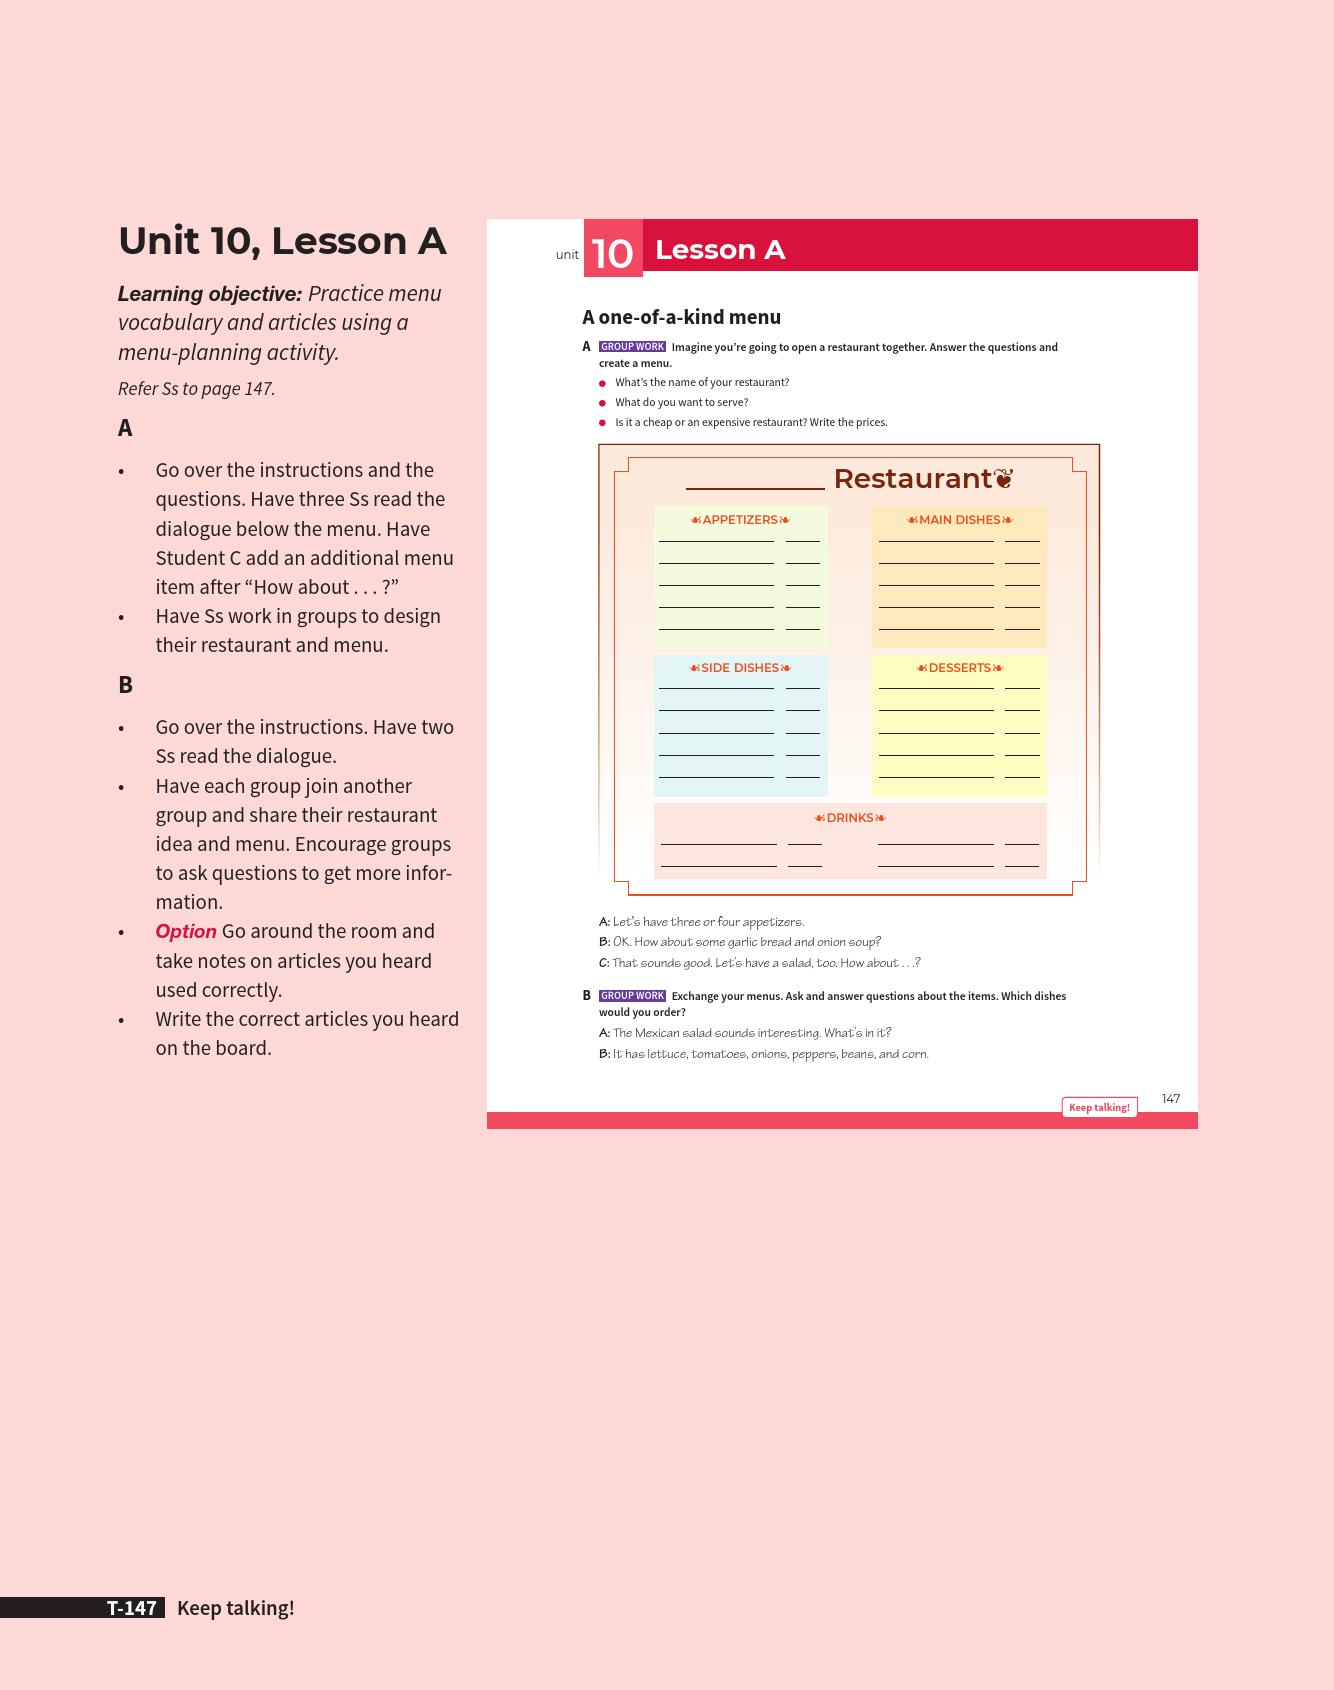 Unit 10, Lesson A
Learning objective: Practice menu
vocabulary and articles using a
menu-planning activity.
Refer Ss to page 147.
A
• Go over the instructions and the
questions. Have three Ss read the
dialogue below the menu. Have
Student C add an additional menu
item after “How about . . . ?”
• Have Ss work in groups to design
their restaurant and menu.
B
• Go over the instructions. Have two
Ss read the dialogue.
• Have each group join another
group and share their restaurant
idea and menu. Encourage groups
to ask questions to get more infor-
mation.
• Option Go around the room and
take notes on articles you heard
used correctly.
• Write the correct articles you heard
on the board.
unit 10 Lesson A
A one-of-a-kind menu
A GROUP WORK Imagine you’re going to open a restaurant together. Answer the questions and
create a menu.
● What’s the name of your restaurant?
● What do you want to serve?
● Is it a cheap or an expensive restaurant? Write the prices.
Restaurant
APPETIZERS
MAIN DISHES
SIDE DISHES
DESSERTS
DRINKS
A: Let’s have three or four appetizers.
B: OK. How about some garlic bread and onion soup?
C: That sounds good. Let’s have a salad, too. How about . . .?
B GROUP WORK Exchange your menus. Ask and answer questions about the items. Which dishes
would you order?
A: The Mexican salad sounds interesting. What’s in it?
B: It has lettuce, tomatoes, onions, peppers, beans, and corn.
Keep talking! 147
T-147 Keep talking!